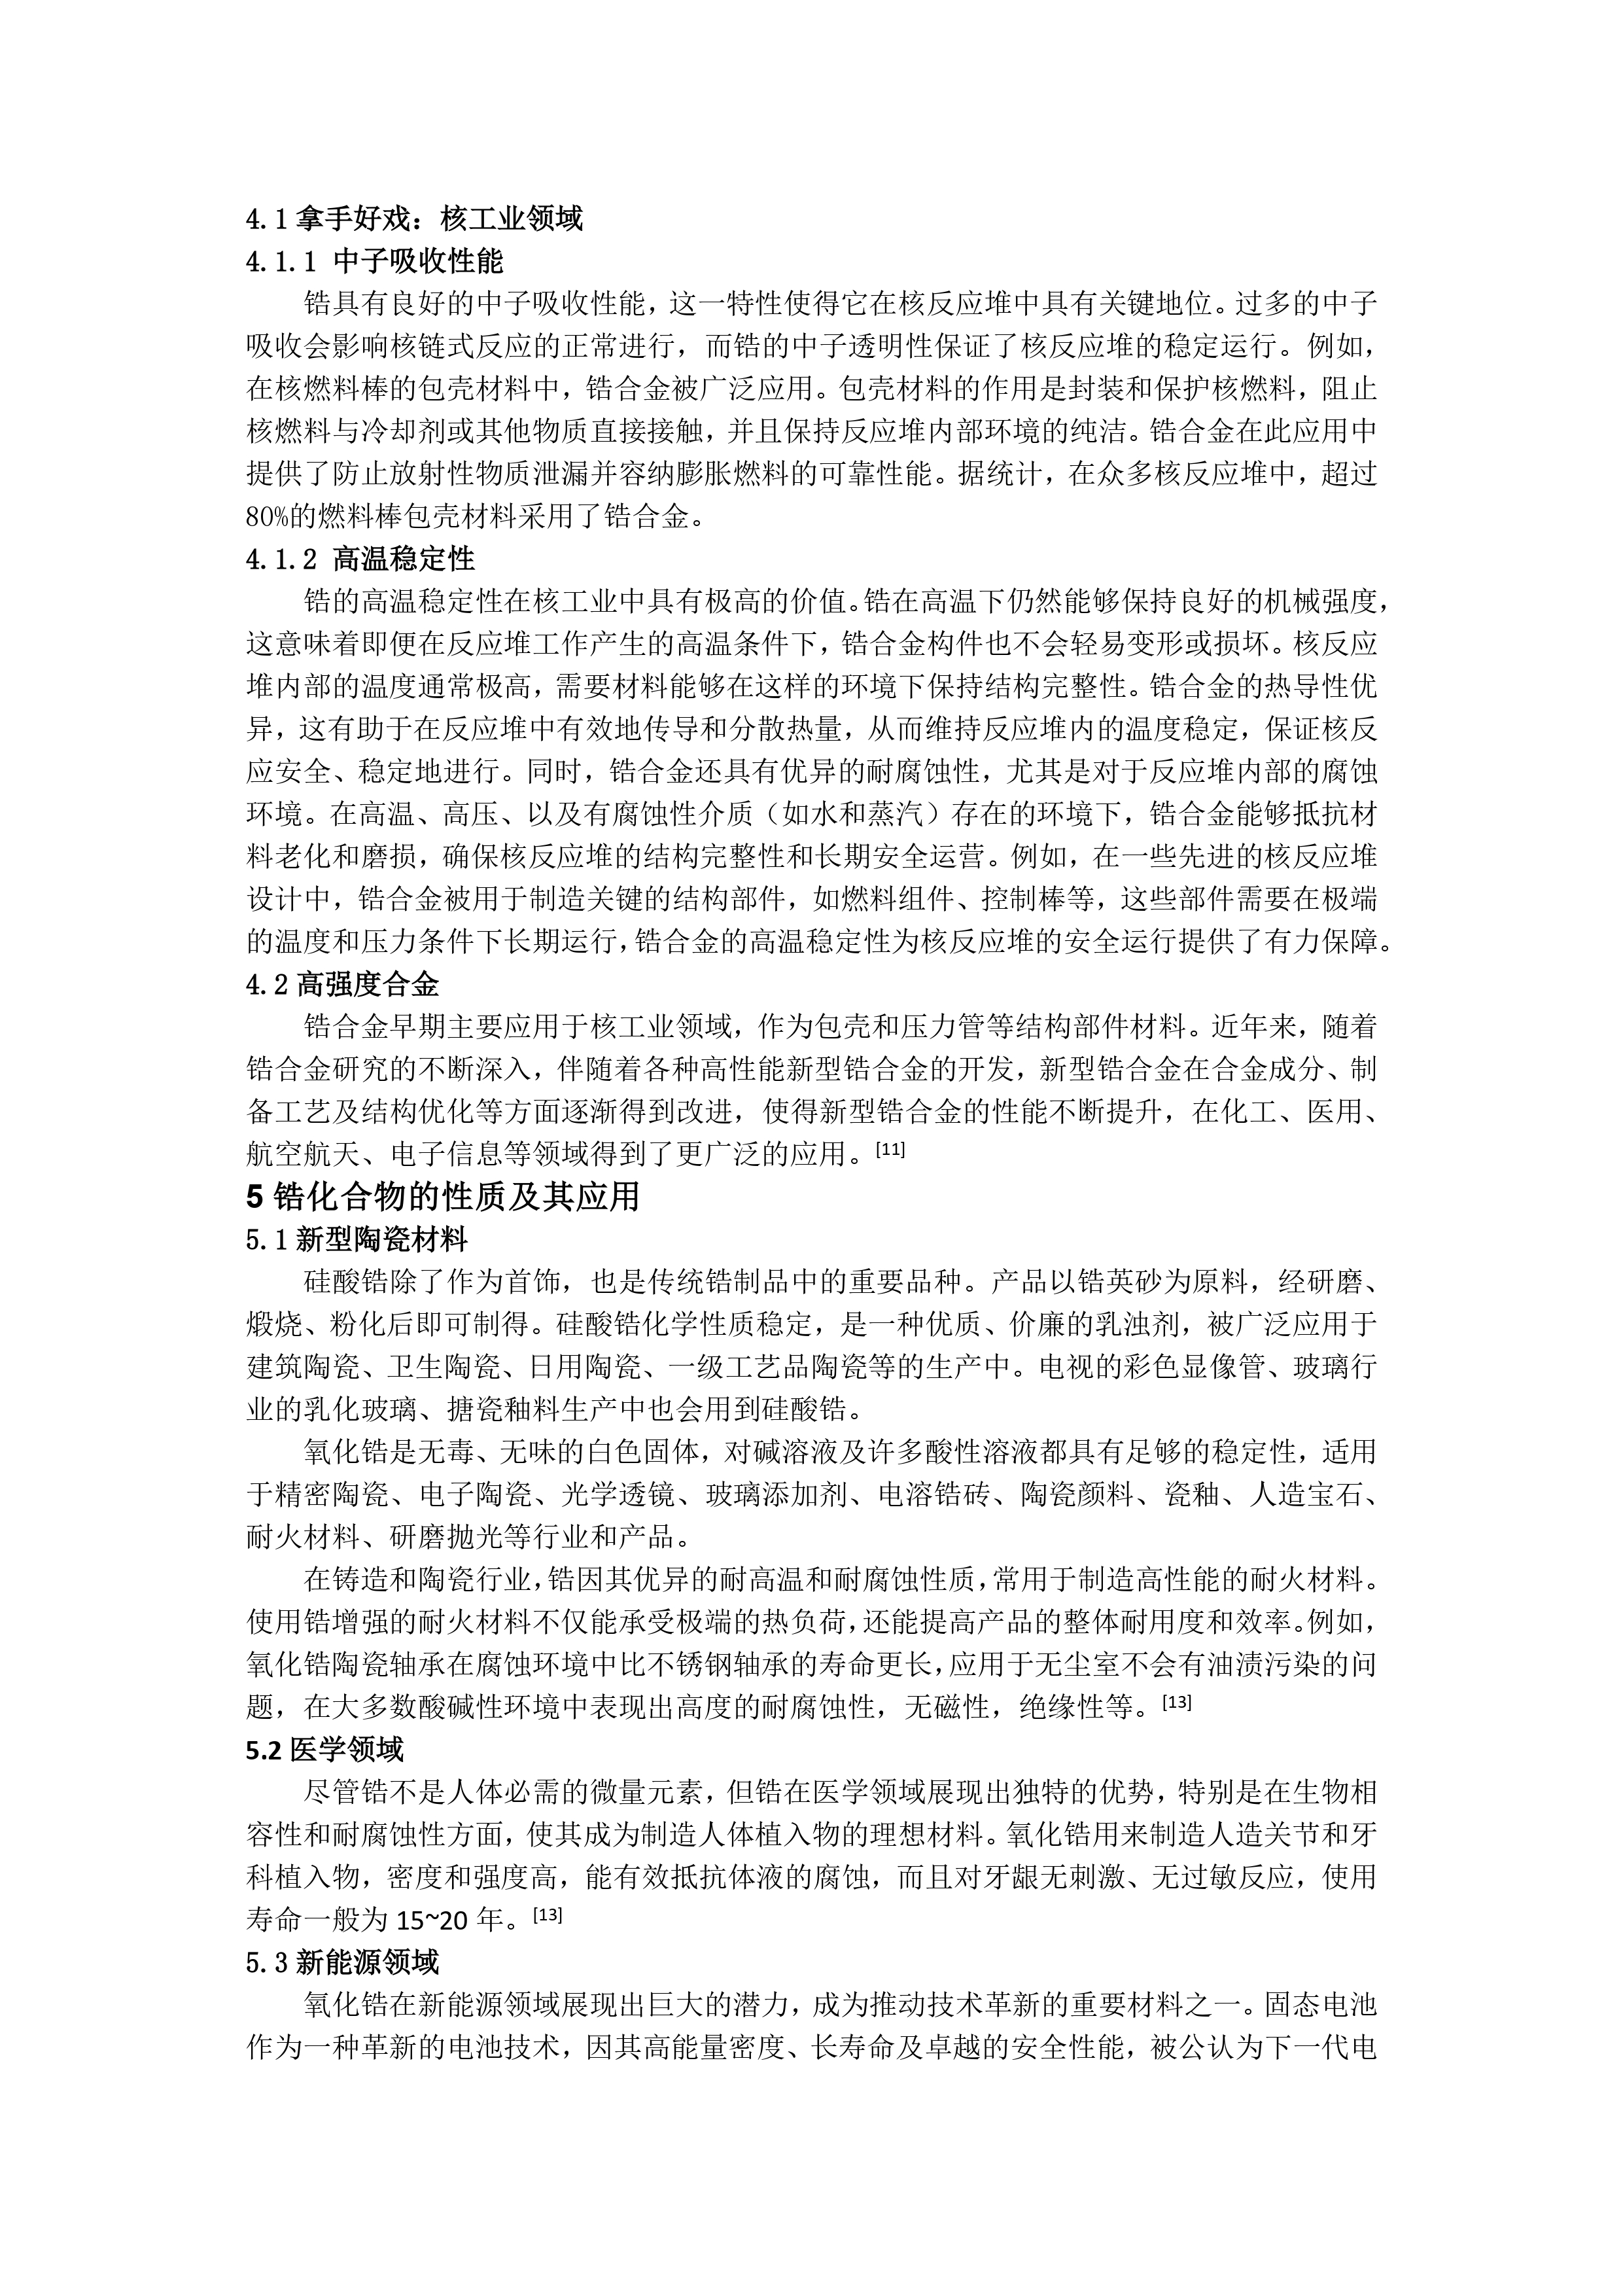 4.1拿手好戏：核工业领域
4.1.1 中子吸收性能
锆具有良好的中子吸收性能，这一特性使得它在核反应堆中具有关键地位。过多的中子
吸收会影响核链式反应的正常进行，而锆的中子透明性保证了核反应堆的稳定运行。例如，
在核燃料棒的包壳材料中，锆合金被广泛应用。包壳材料的作用是封装和保护核燃料，阻止
核燃料与冷却剂或其他物质直接接触，并且保持反应堆内部环境的纯洁。锆合金在此应用中
提供了防止放射性物质泄漏并容纳膨胀燃料的可靠性能。据统计，在众多核反应堆中，超过
80%的燃料棒包壳材料采用了锆合金。
4.1.2 高温稳定性
锆的高温稳定性在核工业中具有极高的价值。锆在高温下仍然能够保持良好的机械强度，
这意味着即便在反应堆工作产生的高温条件下，锆合金构件也不会轻易变形或损坏。核反应
堆内部的温度通常极高，需要材料能够在这样的环境下保持结构完整性。锆合金的热导性优
异，这有助于在反应堆中有效地传导和分散热量，从而维持反应堆内的温度稳定，保证核反
应安全、稳定地进行。同时，锆合金还具有优异的耐腐蚀性，尤其是对于反应堆内部的腐蚀
环境。在高温、高压、以及有腐蚀性介质（如水和蒸汽）存在的环境下，锆合金能够抵抗材
料老化和磨损，确保核反应堆的结构完整性和长期安全运营。例如，在一些先进的核反应堆
设计中，锆合金被用于制造关键的结构部件，如燃料组件、控制棒等，这些部件需要在极端
的温度和压力条件下长期运行，锆合金的高温稳定性为核反应堆的安全运行提供了有力保障。
4.2高强度合金
锆合金早期主要应用于核工业领域，作为包壳和压力管等结构部件材料。近年来，随着
锆合金研究的不断深入，伴随着各种高性能新型锆合金的开发，新型锆合金在合金成分、制
备工艺及结构优化等方面逐渐得到改进，使得新型锆合金的性能不断提升，在化工、医用、
航空航天、电子信息等领域得到了更广泛的应用。[11]
5 锆化合物的性质及其应用
5.1新型陶瓷材料
硅酸锆除了作为首饰，也是传统锆制品中的重要品种。产品以锆英砂为原料，经研磨、
煅烧、粉化后即可制得。硅酸锆化学性质稳定，是一种优质、价廉的乳浊剂，被广泛应用于
建筑陶瓷、卫生陶瓷、日用陶瓷、一级工艺品陶瓷等的生产中。电视的彩色显像管、玻璃行
业的乳化玻璃、搪瓷釉料生产中也会用到硅酸锆。
氧化锆是无毒、无味的白色固体，对碱溶液及许多酸性溶液都具有足够的稳定性，适用
于精密陶瓷、电子陶瓷、光学透镜、玻璃添加剂、电溶锆砖、陶瓷颜料、瓷釉、人造宝石、
耐火材料、研磨抛光等行业和产品。
在铸造和陶瓷行业，锆因其优异的耐高温和耐腐蚀性质，常用于制造高性能的耐火材料。
使用锆增强的耐火材料不仅能承受极端的热负荷，还能提高产品的整体耐用度和效率。例如，
氧化锆陶瓷轴承在腐蚀环境中比不锈钢轴承的寿命更长，应用于无尘室不会有油渍污染的问
题，在大多数酸碱性环境中表现出高度的耐腐蚀性，无磁性，绝缘性等。[13]
5.2 医学领域
尽管锆不是人体必需的微量元素，但锆在医学领域展现出独特的优势，特别是在生物相
容性和耐腐蚀性方面，使其成为制造人体植入物的理想材料。氧化锆用来制造人造关节和牙
科植入物，密度和强度高，能有效抵抗体液的腐蚀，而且对牙龈无刺激、无过敏反应，使用
寿命一般为 15~20 年。[13]
5.3新能源领域
氧化锆在新能源领域展现出巨大的潜力，成为推动技术革新的重要材料之一。固态电池
作为一种革新的电池技术，因其高能量密度、长寿命及卓越的安全性能，被公认为下一代电